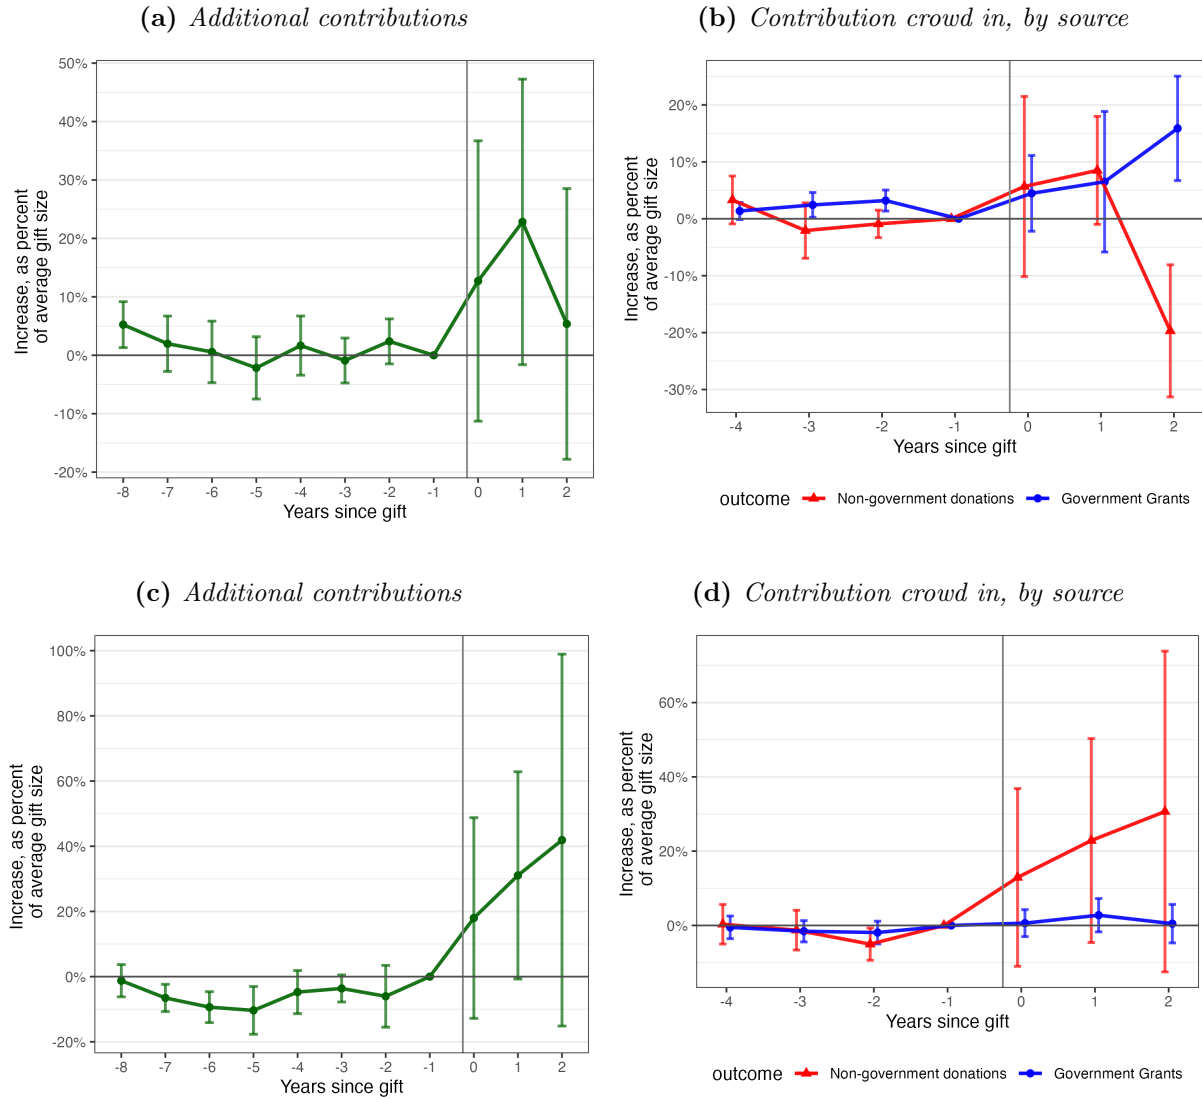 (a) Additional contributions
50%
40%
30%
20%
10%
0%
-10%
-20%
Increase, as percent
of average gift size
-8 -7 -6 -5 -4 -3 -2 -1 0 1 2
Years since gift
(b) Contribution crowd in, by source
20%
10%
0%
-10%
-20%
-30%
Increase, as percent
of average gift size
-4 -3 -2 -1 0 1 2
Years since gift
outcome Non-government donations Government Grants
(c) Additional contributions
100%
80%
60%
40%
20%
0%
-20%
Increase, as percent
of average gift size
-8 -7 -6 -5 -4 -3 -2 -1 0 1 2
Years since gift
(d) Contribution crowd in, by source
60%
40%
20%
0%
Increase, as percent
of average gift size
-4 -3 -2 -1 0 1 2
Years since gift
outcome Non-government donations Government Grants